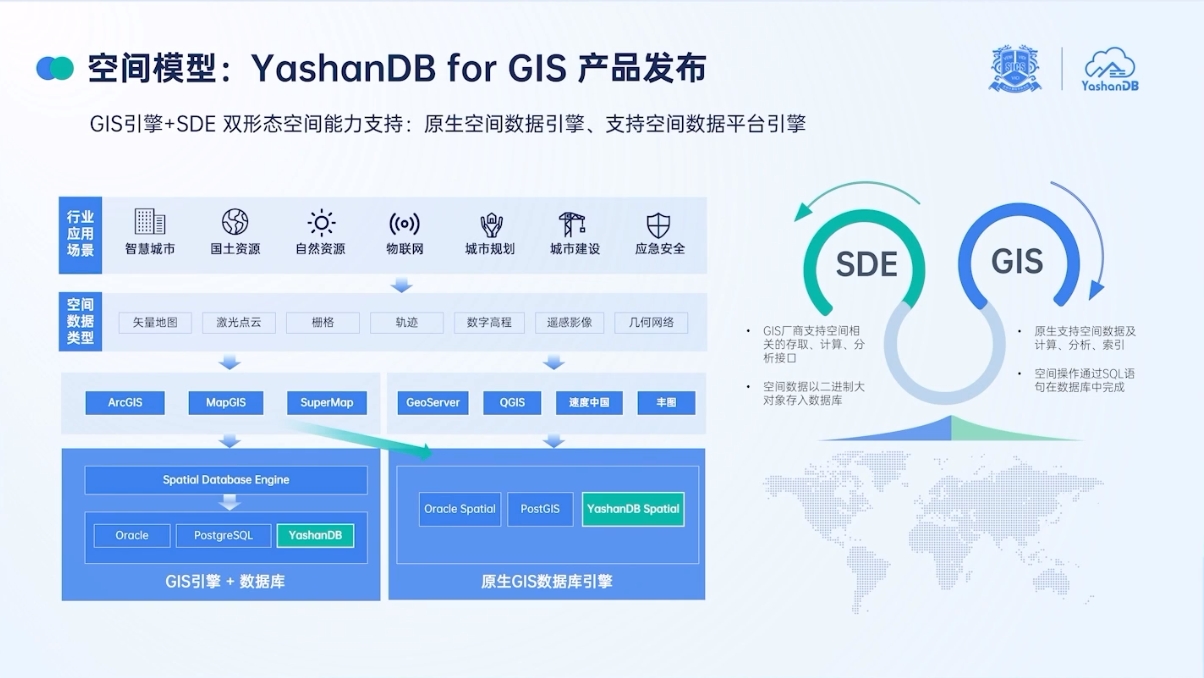 空间模型：YashanDB for GIS 产品发布
YashanDB
GIS引擎+SDE 双形态空间能力支持：原生空间数据引擎、支持空间数据平台引擎
行业
应用
场景
智慧城市
国土资源
自然资源
物联网
城市规划
城市建设
应急安全
空间
数据
类型
矢量地图
激光点云
栅格
轨迹
数字高程
遥感影像
几何网络
ArcGIS
MapGIS
SuperMap
GeoServer
QGIS
速度中国
丰图
Spatial Database Engine
Oracle
PostgreSQL
YashanDB
GIS引擎 + 数据库
Oracle Spatial
PostGIS
YashanDB Spatial
原生GIS数据库引擎
SDE
GIS
• GIS厂商支持空间相
关的存取、计算、分
析接口
• 空间数据以二进制大
对象存入数据库
• 原生支持空间数据及
计算、分析、索引
• 空间操作通过SQL语
句在数据库中完成